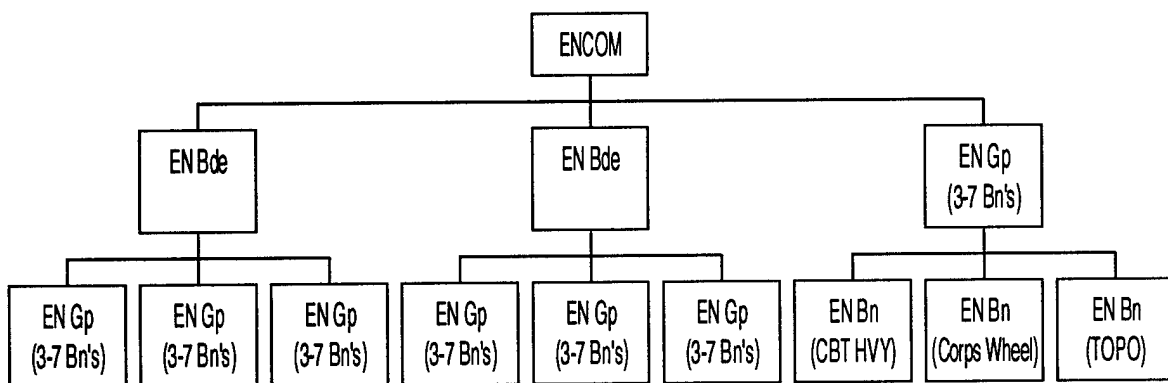 ENCOM
EN Bde
EN Bde
EN Gp
(3-7 Bn's)
EN Gp
(3-7 Bn's)
EN Gp
(3-7 Bn's)
EN Gp
(3-7 Bn's)
EN Gp
(3-7 Bn's)
EN Gp
(3-7 Bn's)
EN Gp
(3-7 Bn's)
EN Bn
(CBT HVY)
EN Bn
(Corps Wheel)
EN Bn
(TOPO)